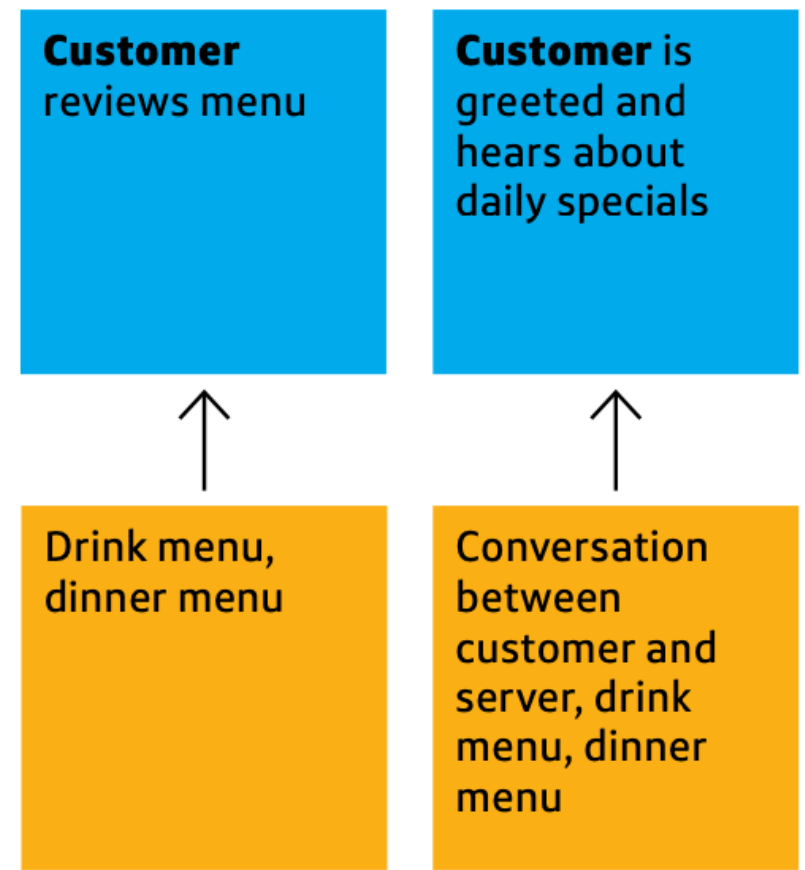 Customer
reviews menu
Customer is
greeted and
hears about
daily specials
Drink menu,
dinner menu
Conversation
between
customer and
server, drink
menu, dinner
menu